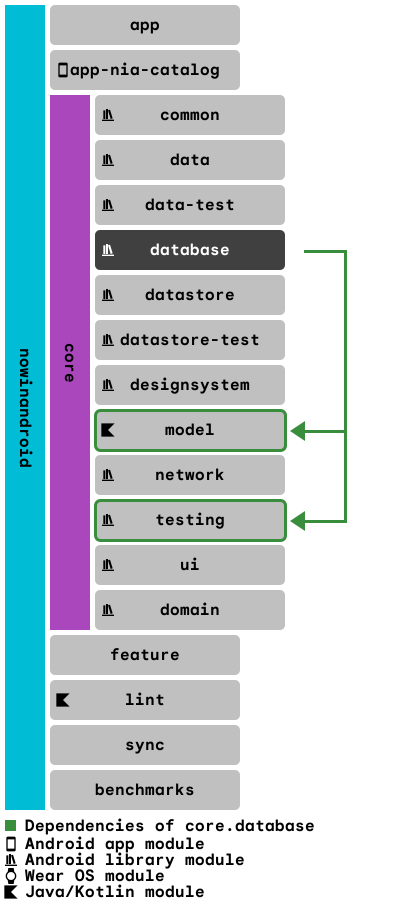 nowinandroid
app
app-nia-catalog
core
common
data
data-test
database
datastore
datastore-test
designsystem
model
network
testing
ui
domain
feature
lint
sync
benchmarks
Dependencies of core.database
Android app module
Android library module
Wear OS module
Java/Kotlin module